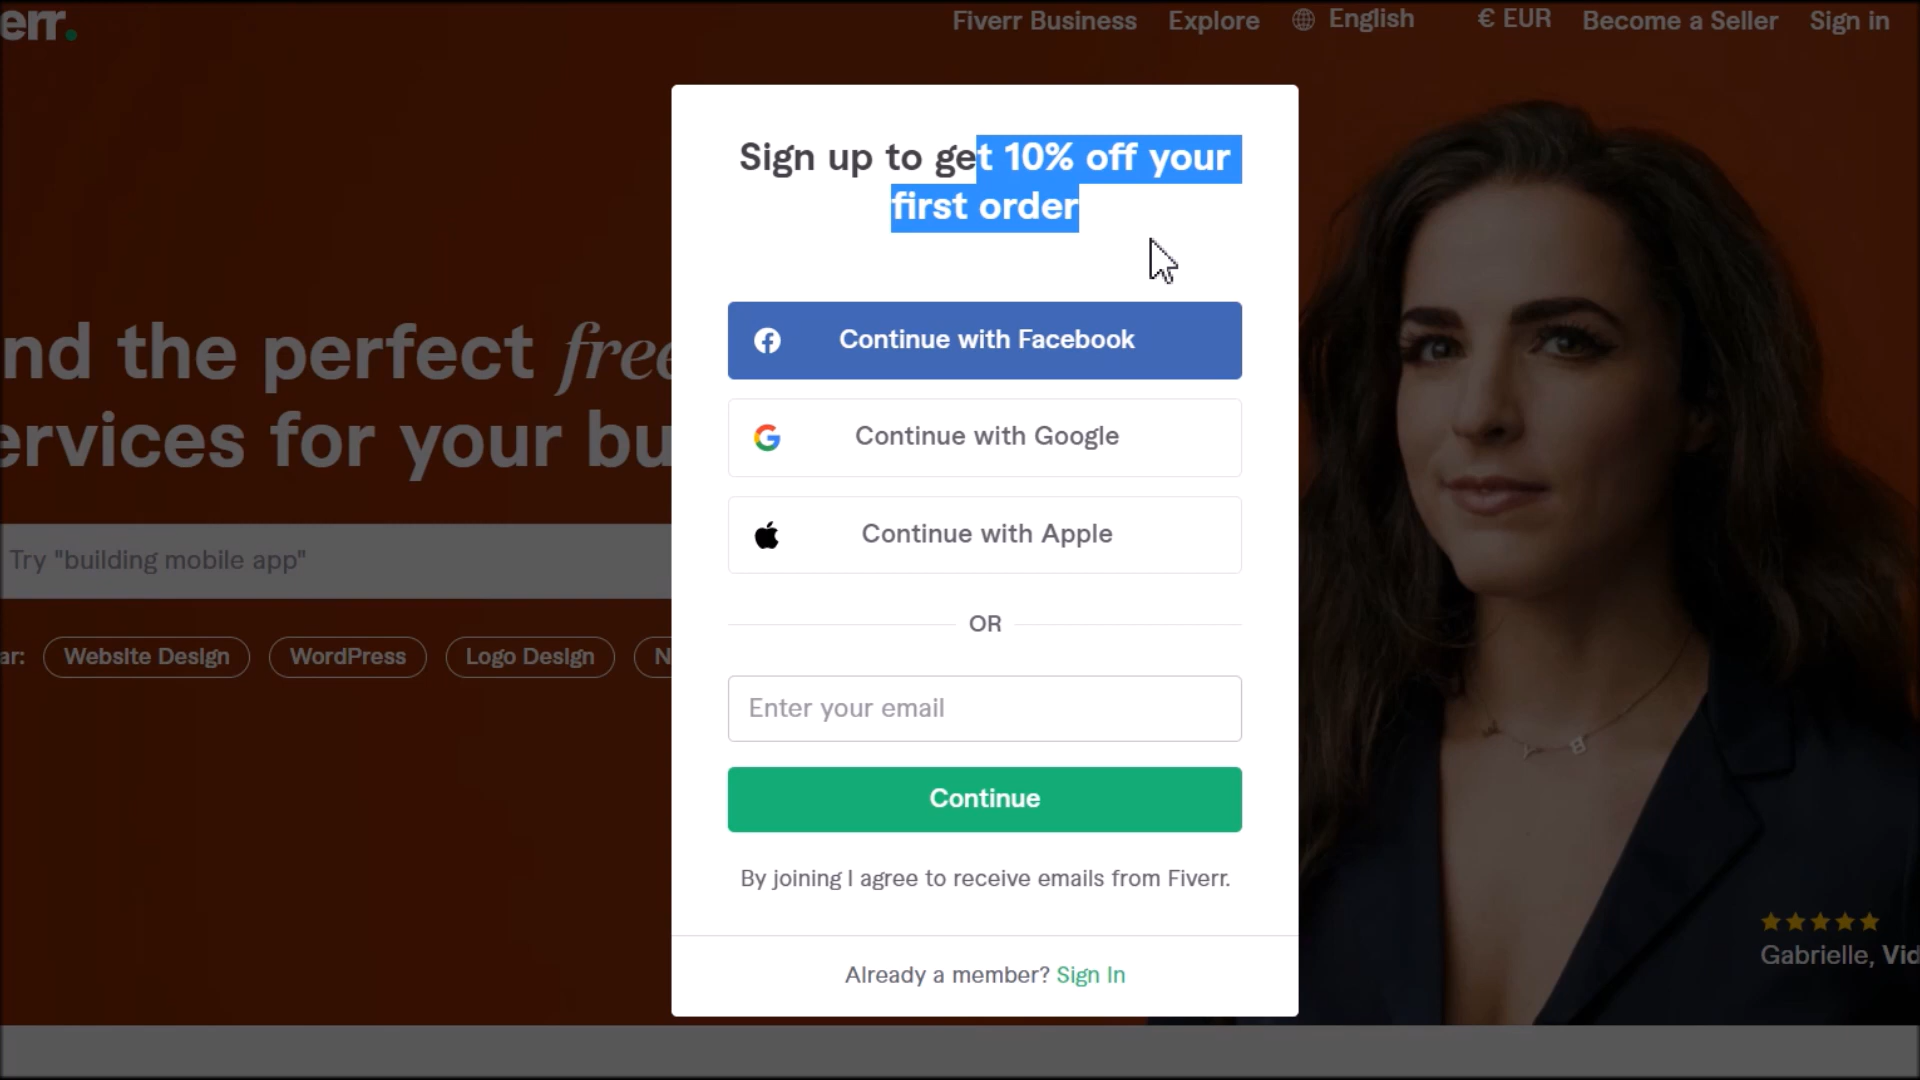 err.
Fiverr Business Explore English € EUR Become a Seller Sign in
Sign up to get 10% off your
first order
Continue with Facebook
Continue with Google
Continue with Apple
OR
Enter your email
Continue
By joining I agree to receive emails from Fiverr.
Already a member? Sign In
nd the perfect free
ervices for your bu
Try "building mobile app"
ar: Website Design WordPress Logo Design N
Gabrielle, Vid